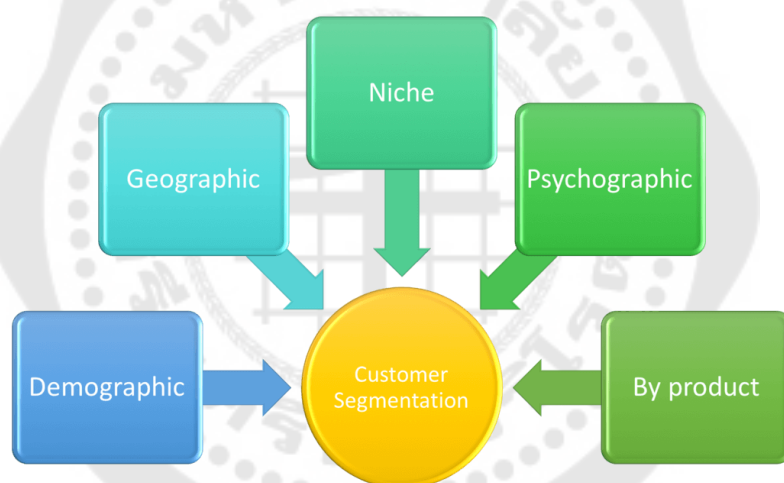 Niche
Geographic
Psychographic
Demographic
Customer
Segmentation
By product